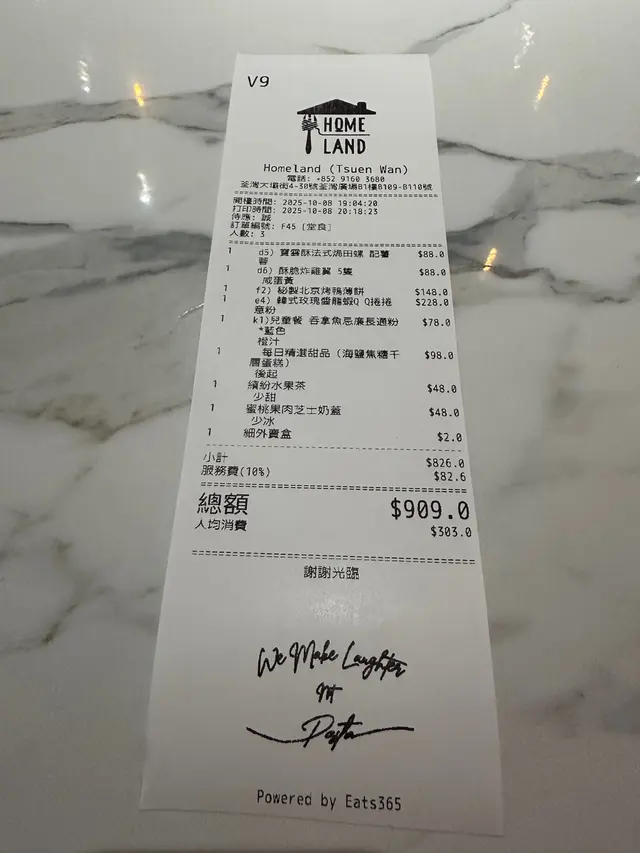 V9
HOME
LAND
Homeland (Tsuen Wan)
電話: +852 9160 3680
荃灣大壩街4-30號荃灣廣場B1樓B109-B110號
開檯時間: 2025-10-08 19:04:20
打印時間: 2025-10-08 20:18:23
侍應: 誠
訂單編號: F45 [堂食]
人數: 3
1 d5) 寶雲酥法式焗田螺 配薯 $88.0
蓉
1 d6) 酥脆炸雞翼 5隻 $88.0
咸蛋黃
1 f2) 秘製北京烤鴨薄餅 $148.0
1 e4) 韓式玫瑰醬龍蝦Q Q捲捲 $228.0
意粉
1 k1)兒童餐 吞拿魚忌廉長通粉 $78.0
*藍色
橙汁
1 每日精選甜品 (海鹽焦糖千 $98.0
層蛋糕)
後起
1 繽紛水果茶 $48.0
少甜
1 蜜桃果肉芝士奶蓋 $48.0
少冰
1 細外賣盒 $2.0
小計 $826.0
服務費(10%) $82.6
總額 $909.0
人均消費 $303.0
謝謝光臨
We Make Laughter
Not
Pasta
Powered by Eats365